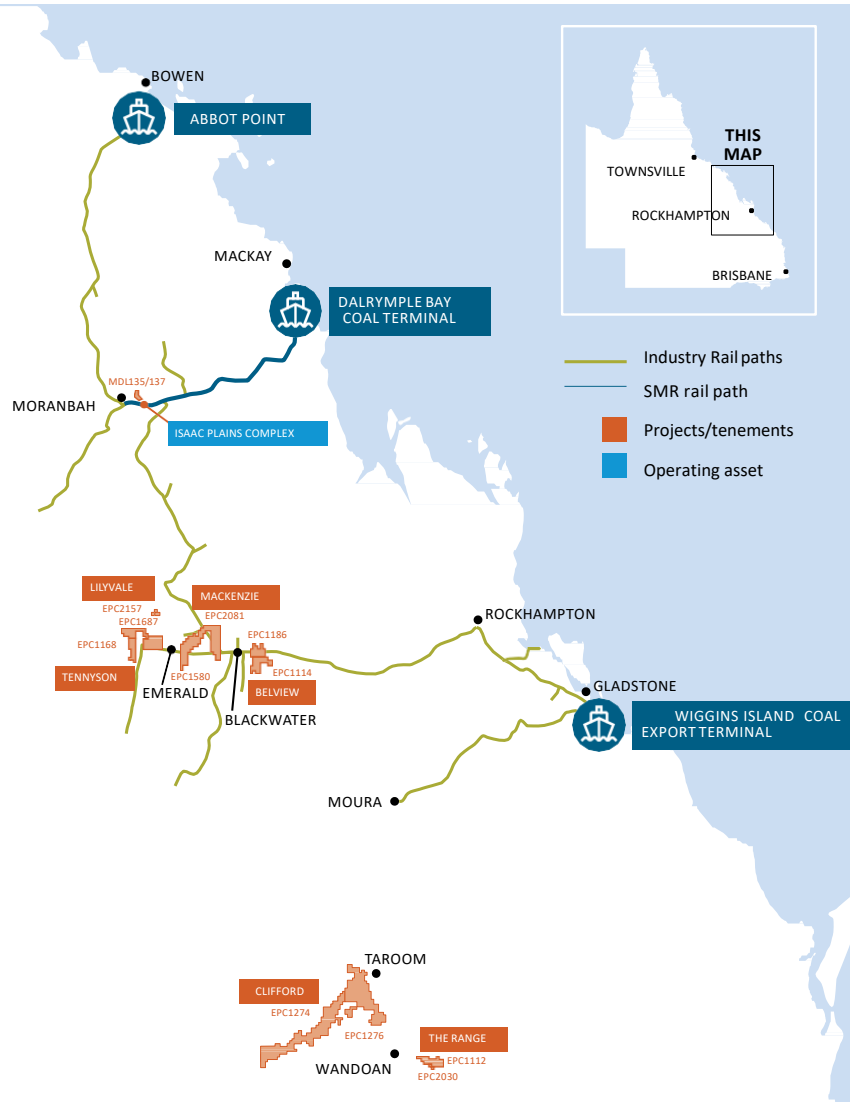 BOWEN
ABBOT POINT
THIS
MAP
TOWNSVILLE
ROCKHAMPTON
BRISBANE
MACKAY
DALRYMPLE BAY
COAL TERMINAL
Industry Rail paths
SMR rail path
Projects/tenements
Operating asset
MDL135/137
MORANBAH
ISAAC PLAINS COMPLEX
LILYVALE
MACKENZIE
EPC2157
EPC2081
EPC1687
EPC1186
EPC1168
EPC1114
EPC1580
TENNYSON
EMERALD
BELVIEW
BLACKWATER
ROCKHAMPTON
GLADSTONE
WIGGINS ISLAND COAL
EXPORT TERMINAL
MOURA
TAROOM
CLIFFORD
EPC1274
EPC1276
THE RANGE
WANDOAN
EPC1112
EPC2030